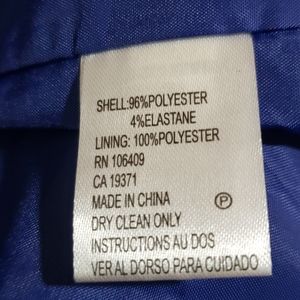 SHELL:96%POLYESTER
4%ELASTANE
LINING: 100%POLYESTER
RN 106409
CA 19371
MADE IN CHINA
P
DRY CLEAN ONLY
INSTRUCTIONS AU DOS
VER AL DORSO PARA CUIDADO